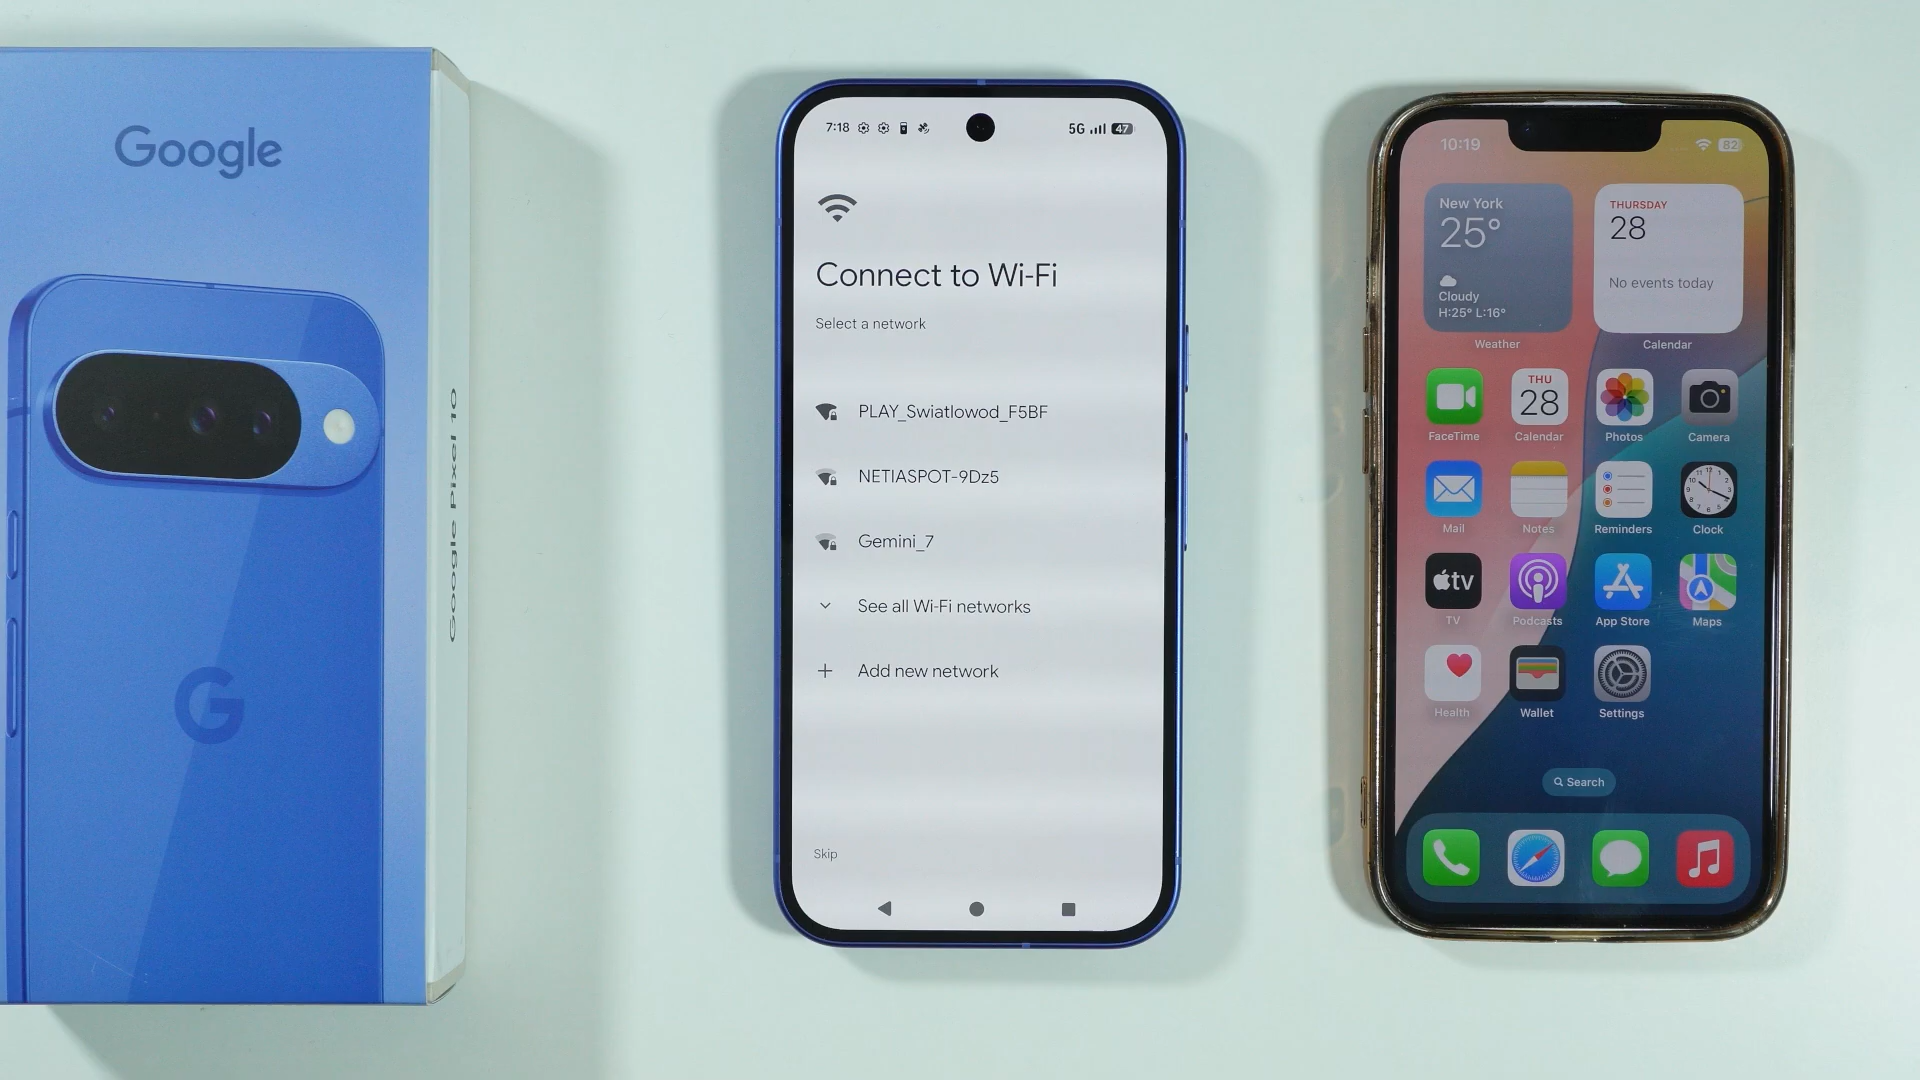 Google
Google Pixel 10
G
7:18
5G 47
Connect to Wi-Fi
Select a network
PLAY_Swiatlowod_F5BF
NETIASPOT-9Dz5
Gemini_7
See all Wi-Fi networks
Add new network
Skip
10:19 82
New York
25°
Cloudy
H:25° L:16°
Weather
THURSDAY
28
No events today
Calendar
THU
28
FaceTime Calendar Photos Camera
Mail Notes Reminders Clock
tv
TV Podcasts App Store Maps
Health Wallet Settings
Search